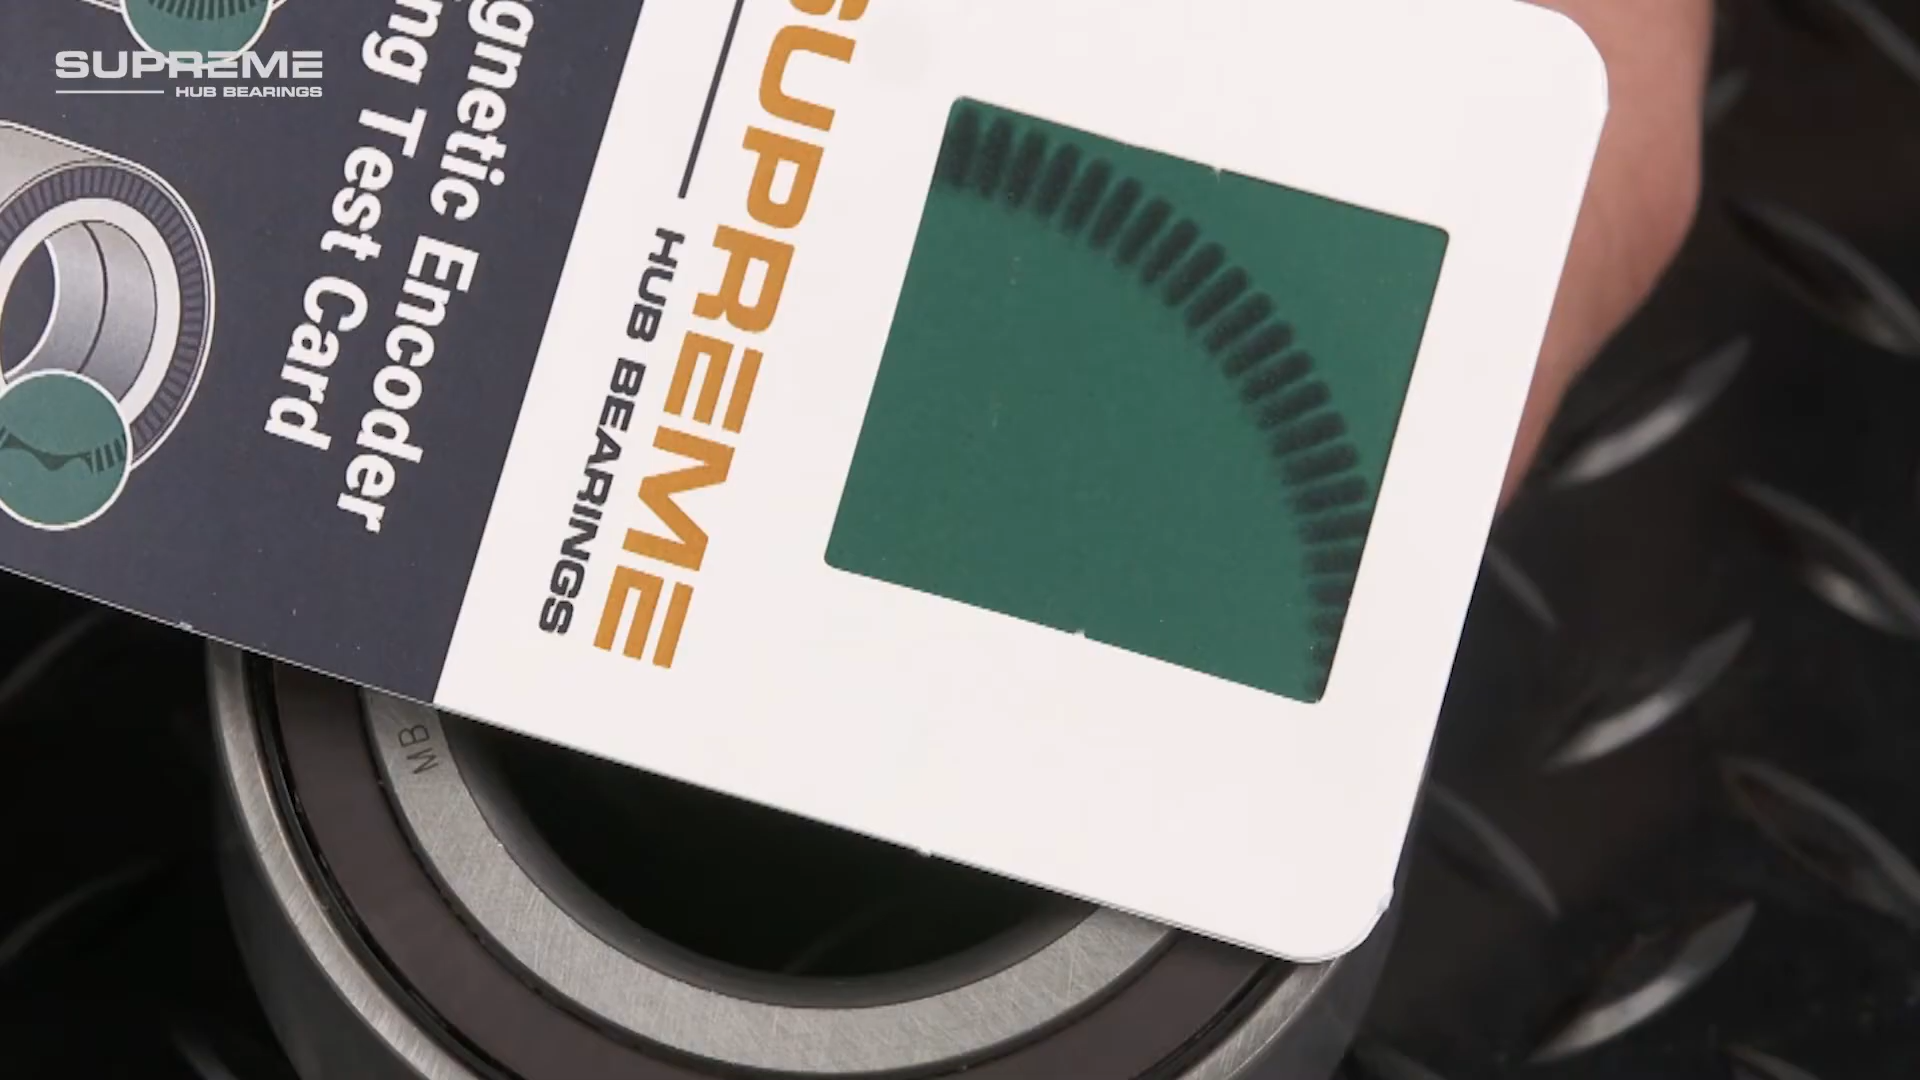 SUPREME
HUB BEARINGS
gnetic Encoder
ng Test Card
SUPREME
HUB BEARINGS
MB